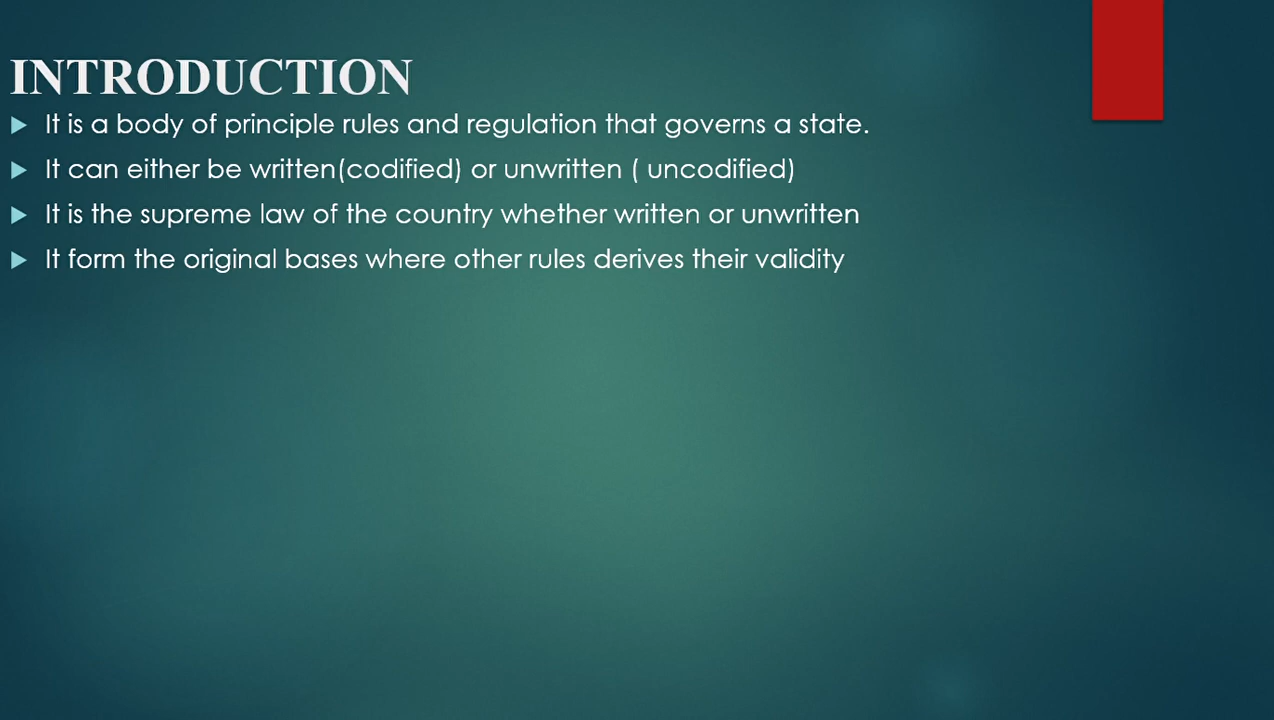 INTRODUCTION
It is a body of principle rules and regulation that governs a state.
It can either be written(codified) or unwritten ( uncodified)
It is the supreme law of the country whether written or unwritten
It form the original bases where other rules derives their validity